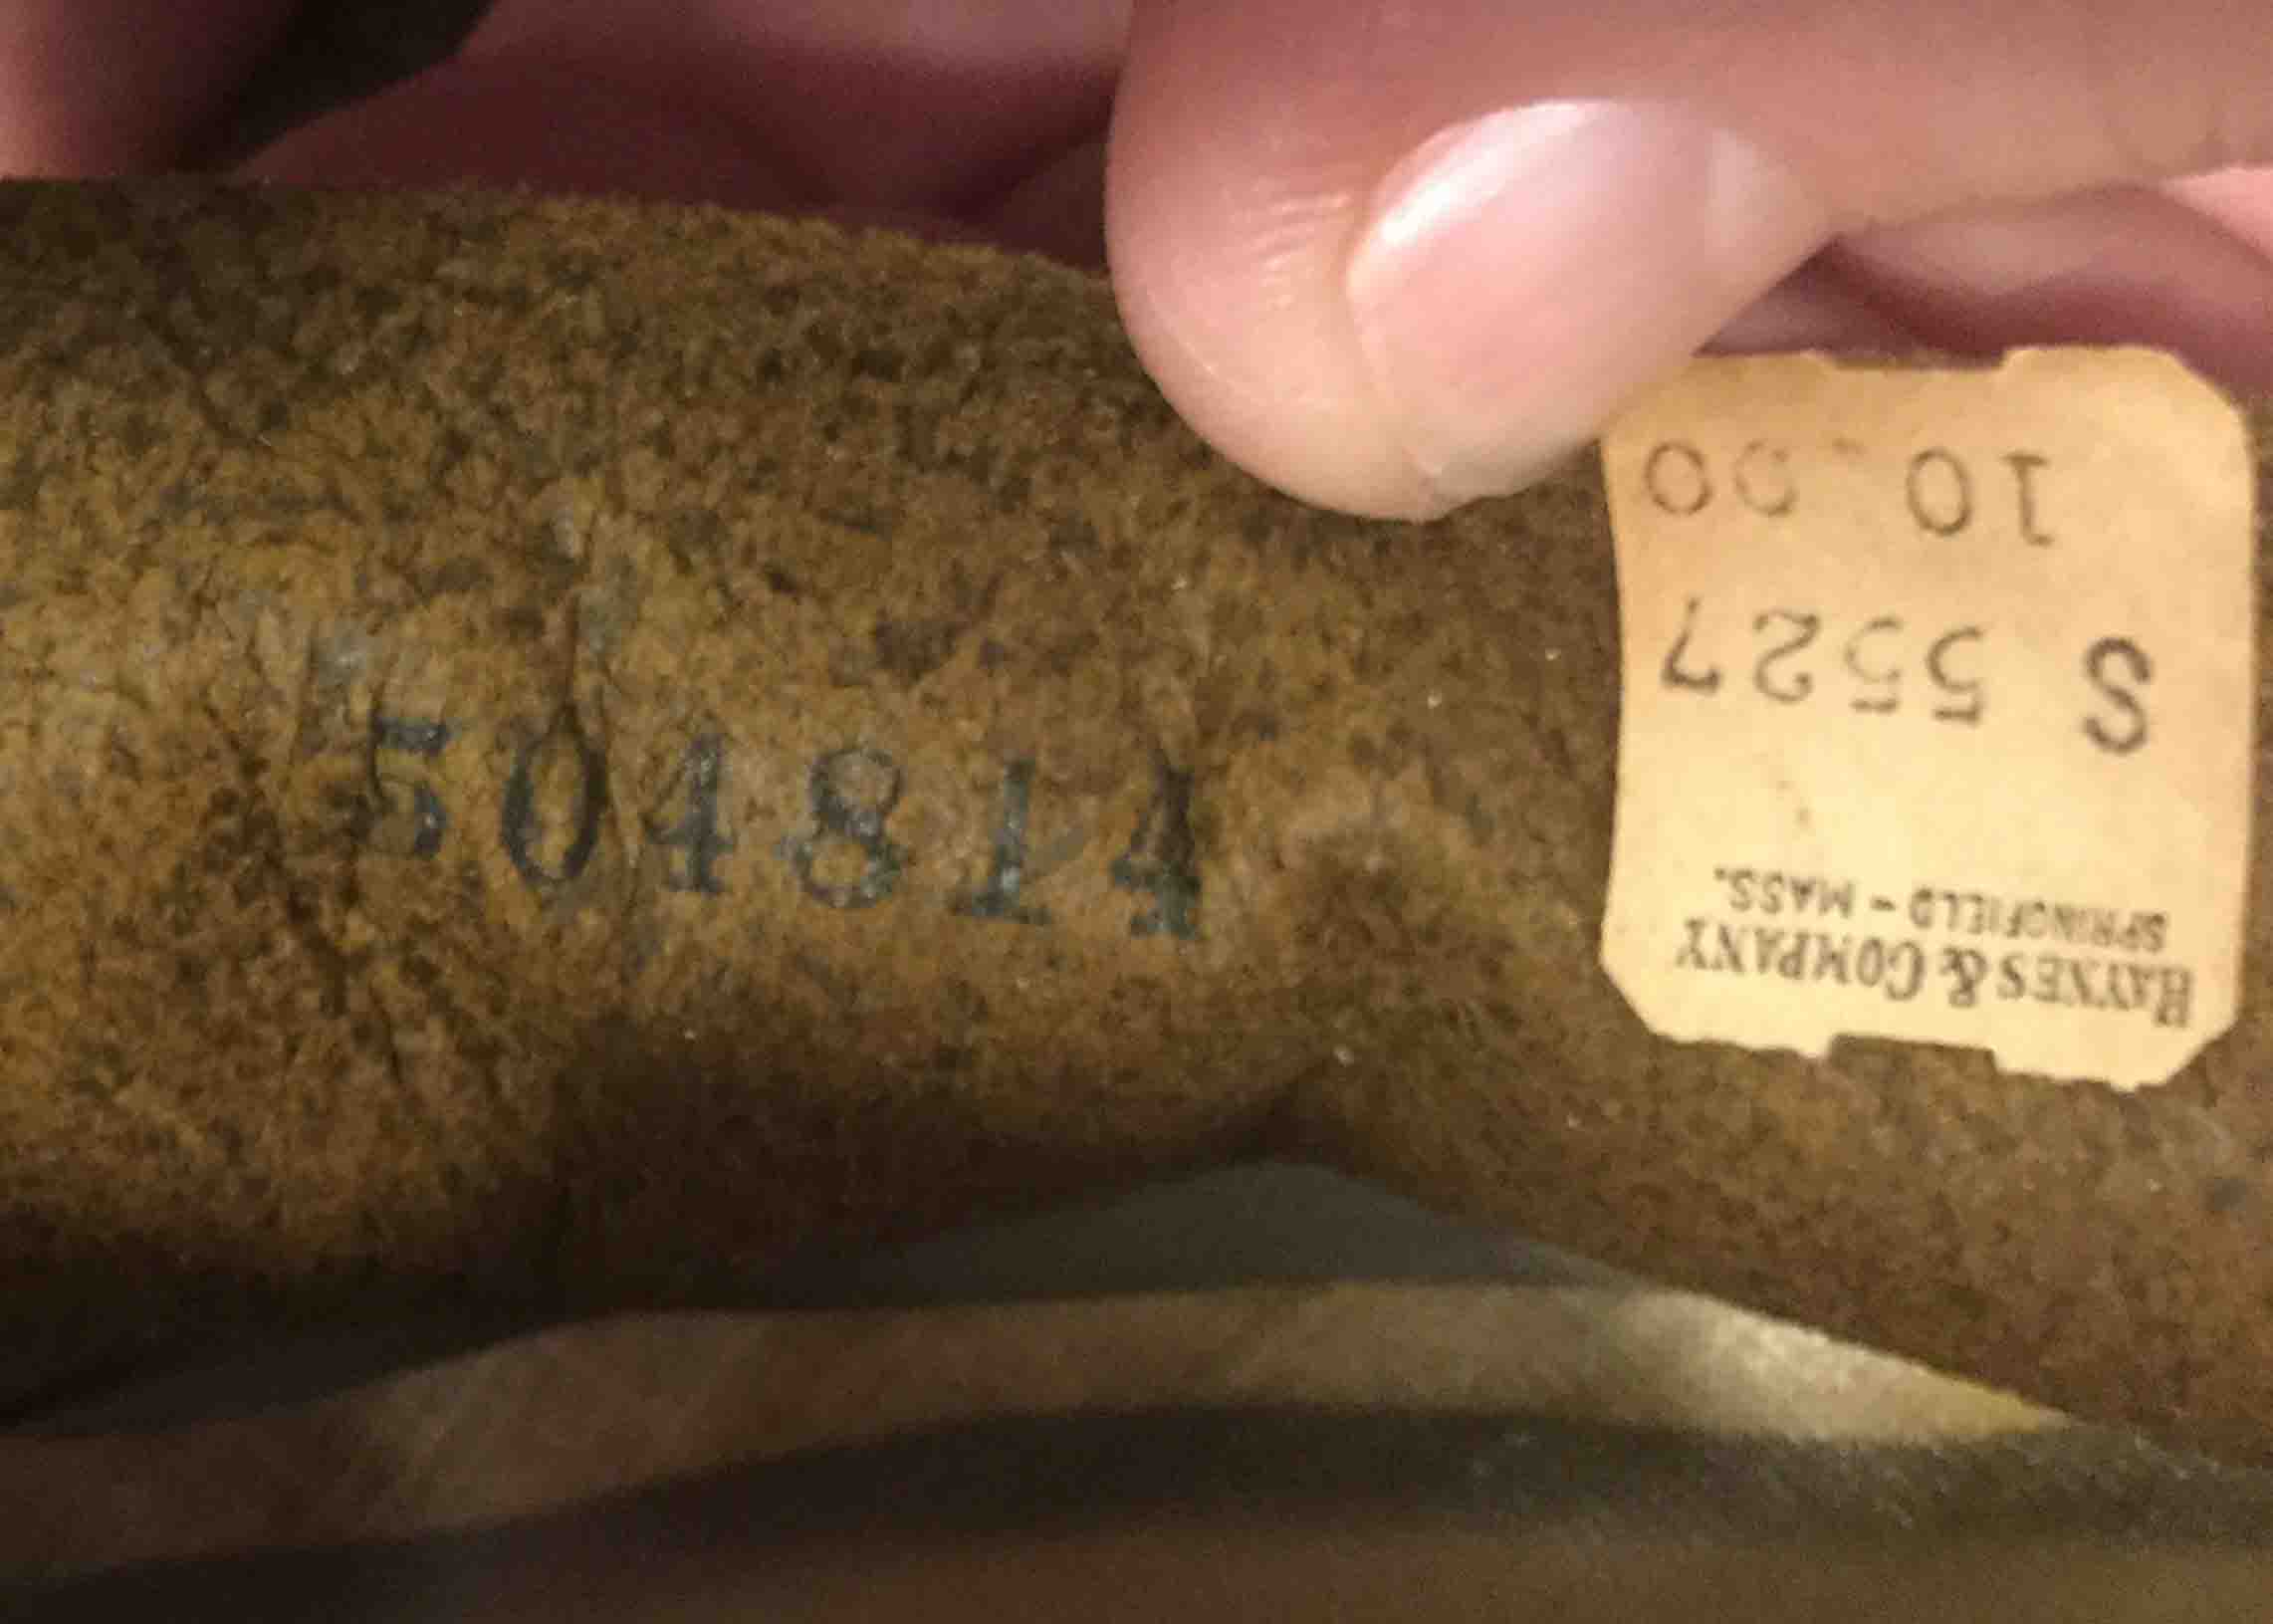 504814
HAYNES & COMPANY
SPRINGFIELD - MASS.
S 5527
10 00